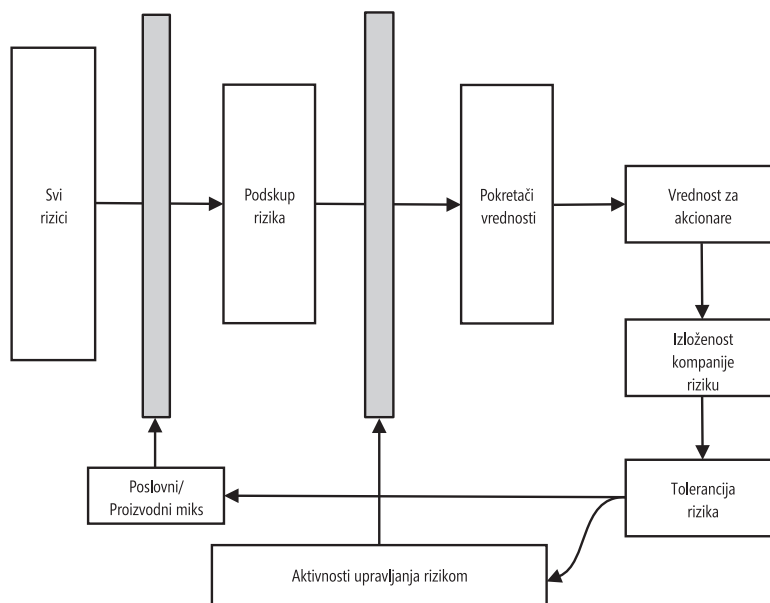 Svi
rizici
Podskup
rizika
Pokretači
vrednosti
Vrednost za
akcionare
Izloženost
kompanije
riziku
Tolerancija
rizika
Poslovni/
Proizvodni miks
Aktivnosti upravljanja rizikom